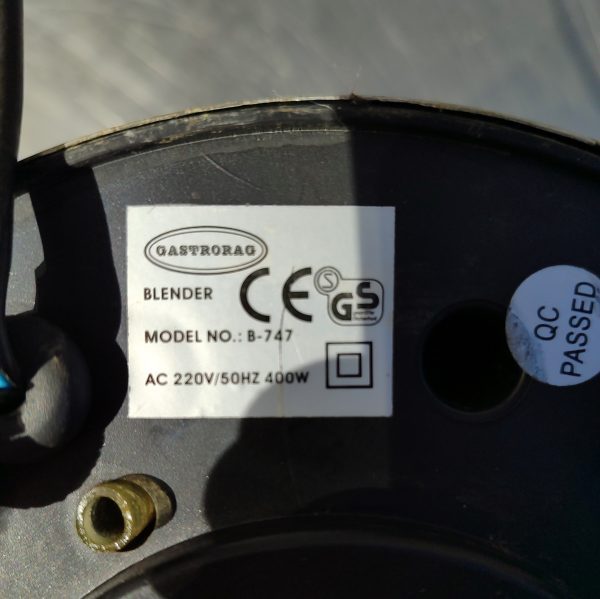 GASTRORAG
BLENDER
CE
S
GS
MODEL NO.: B-747
AC 220V/50HZ 400W
QC
PASSED